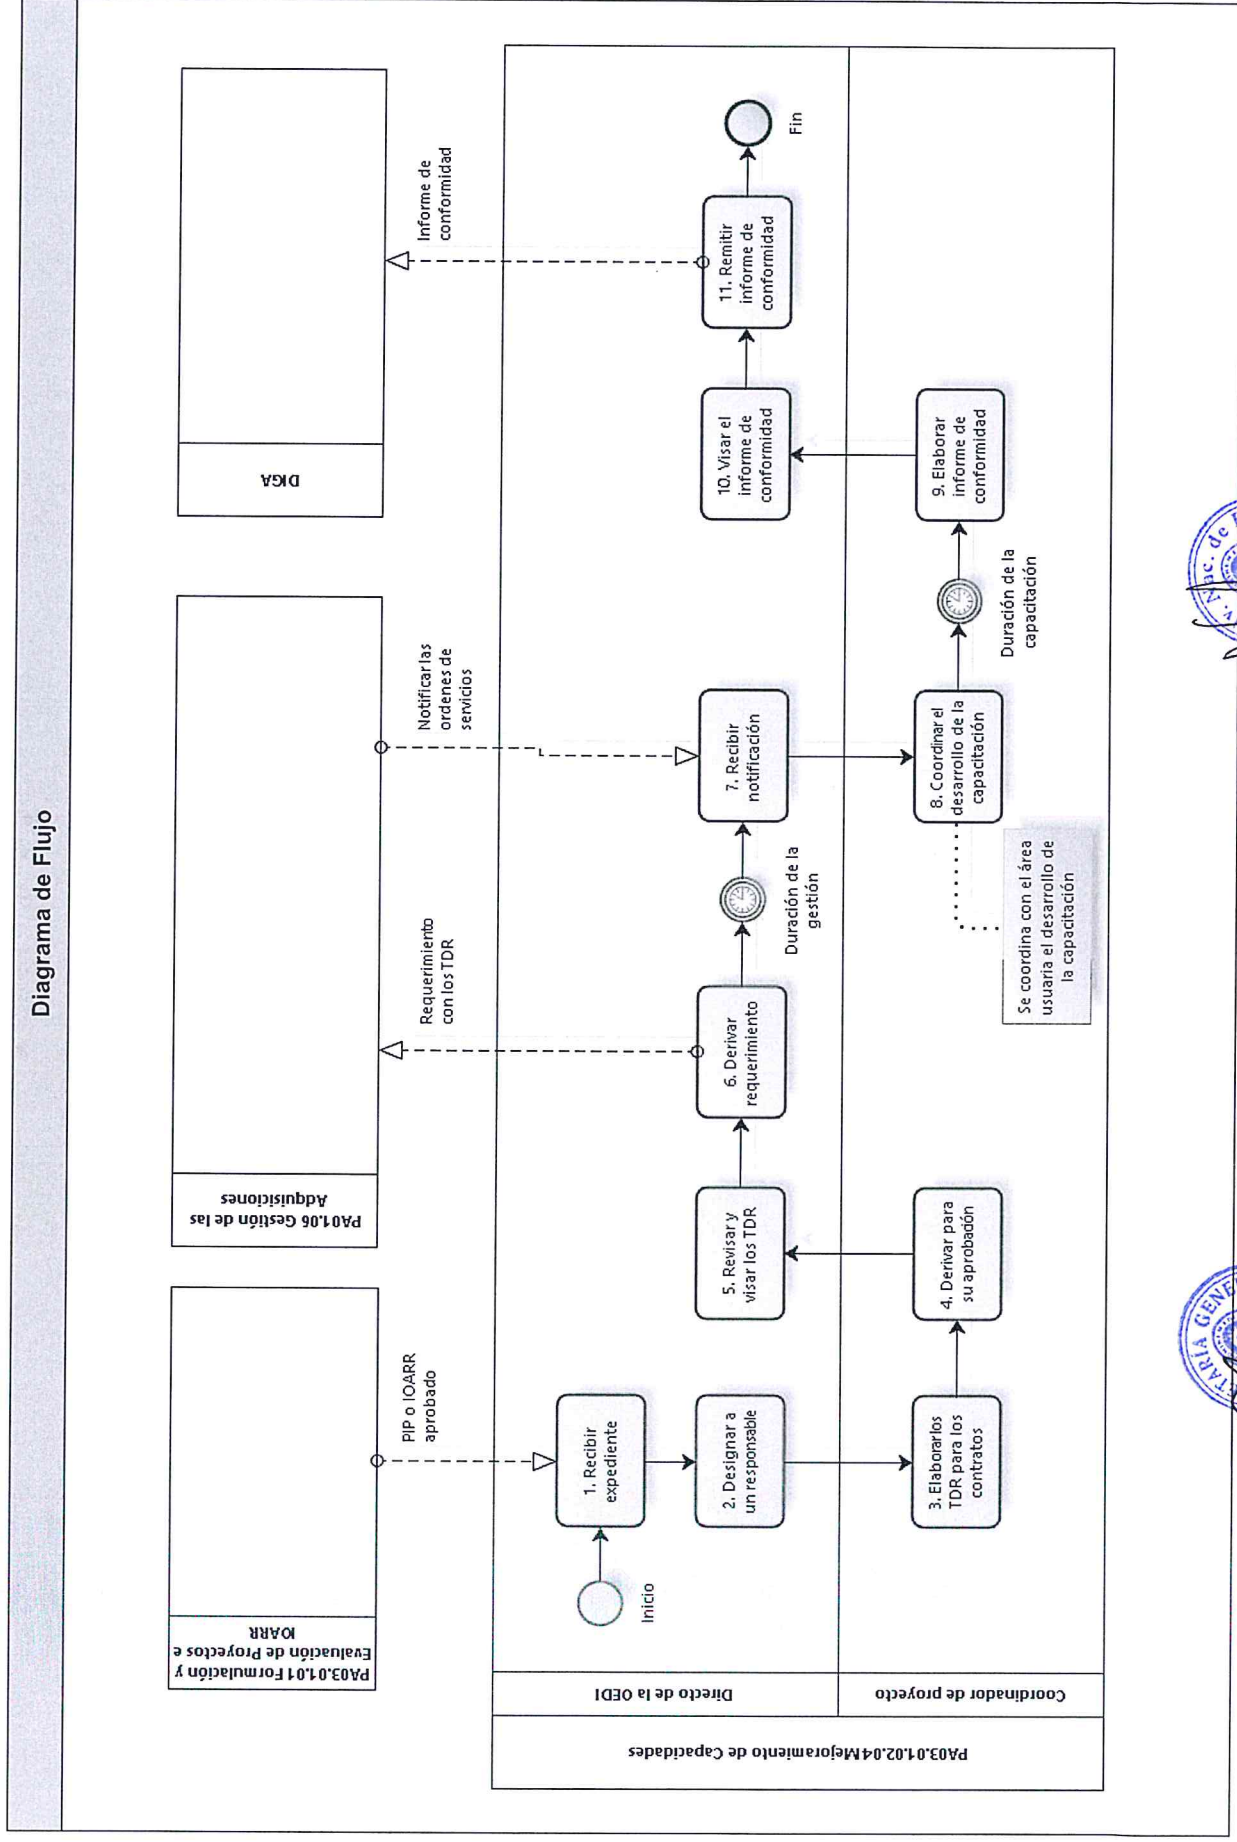 Diagrama de Flujo
PA03.01.01 Formulación y
Evaluación de Proyectos e
IOARR
PA01.06 Gestión de las
Adquisiciones
DIGA
PIP o IOARR
aprobado
Requerimiento
con los TDR
Notificar las
ordenes de
servicios
Informe de
conformidad
PA03.01.02.04 Mejoramiento de Capacidades
Directo de la OEDI
Inicio
1. Recibir
expediente
2. Designar a
un responsable
5. Revisar y
visar los TDR
6. Derivar
requerimiento
Duración de la
gestión
7. Recibir
notificación
10. Visar el
informe de
conformidad
11. Remitir
informe de
conformidad
Fin
Coordinador de proyecto
3. Elaborar los
TDR para los
contratos
4. Derivar para
su aprobación
Se coordina con el área
usuaria el desarrollo de
la capacitación
8. Coordinar el
desarrollo de la
capacitación
Duración de la
capacitación
9. Elaborar
informe de
conformidad